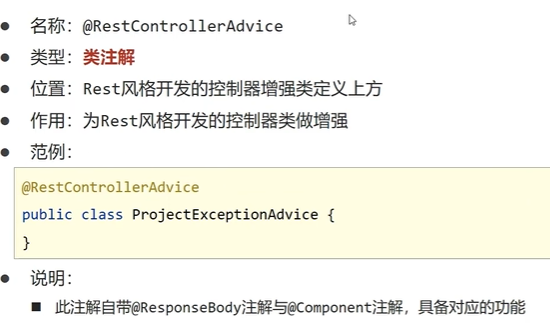 名称：@RestControllerAdvice
类型：类注解
位置：Rest风格开发的控制器增强类定义上方
作用：为Rest风格开发的控制器类做增强
范例：
@RestControllerAdvice
public class ProjectExceptionAdvice {
}
说明：
此注解自带@ResponseBody注解与@Component注解，具备对应的功能